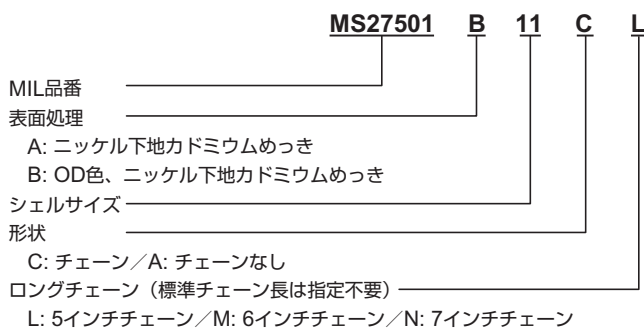 MS27501 B 11 C L
MIL品番
表面処理
A: ニッケル下地カドミウムめっき
B: OD色、ニッケル下地カドミウムめっき
シェルサイズ
形状
C: チェーン／A: チェーンなし
ロングチェーン（標準チェーン長は指定不要）
L: 5インチチェーン／M: 6インチチェーン／N: 7インチチェーン